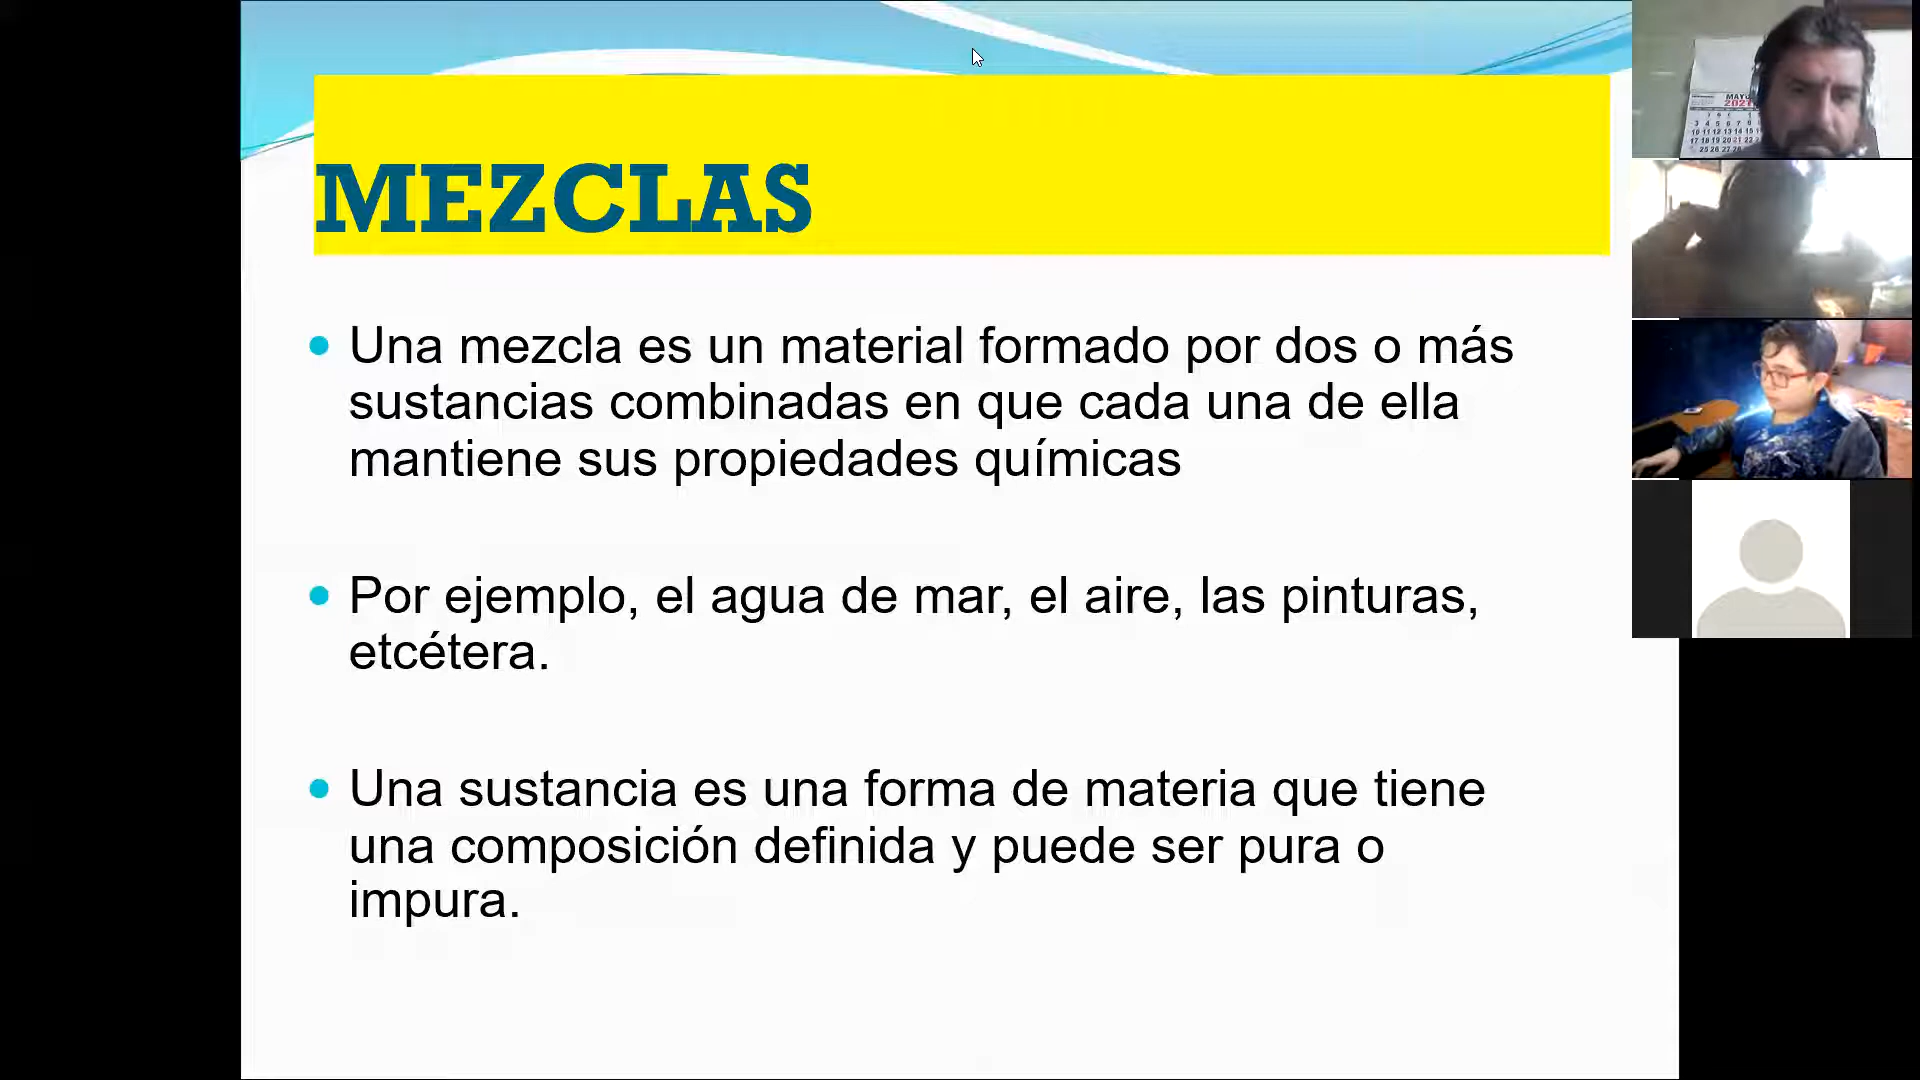 MEZCLAS
Una mezcla es un material formado por dos o más
sustancias combinadas en que cada una de ella
mantiene sus propiedades químicas
Por ejemplo, el agua de mar, el aire, las pinturas,
etcétera.
Una sustancia es una forma de materia que tiene
una composición definida y puede ser pura o
impura.